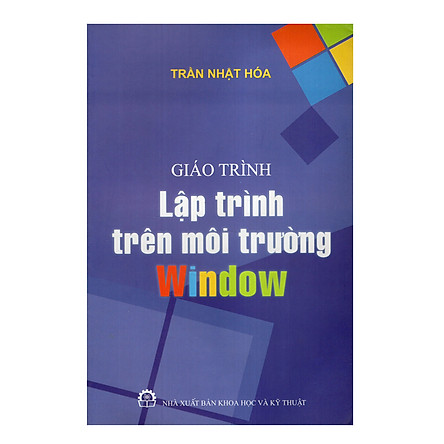 TRẦN NHẬT HÓA
GIÁO TRÌNH
Lập trình
trên môi trường
Window
NHÀ XUẤT BẢN KHOA HỌC VÀ KỸ THUẬT